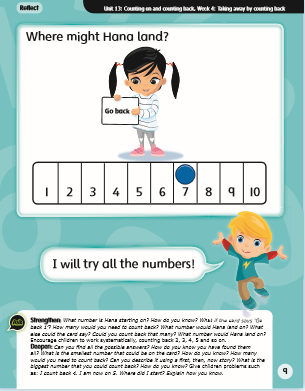 Reflect
Unit 13: Counting on and counting back. Week 4: Taking away by counting back
Where might Hana land?
Go back
1 2 3 4 5 6 7 8 9 10
I will try all the numbers!
Strengthen: What number is Hana starting on? How do you know? What if the card says 'Go
back 1'? How many would you need to count back? What number would Hana land on? What
else could the card say? Could you count back that many? What number would Hana land on?
Encourage children to work systematically, counting back 2, 3, 4, 5 and so on.
Deepen: Can you find all the possible answers? How do you know you have found them
all? What is the smallest number that could be on the card? How do you know? How many
would you need to count back? Can you describe it using a first, then, now story? What is the
biggest number that you could count back? How do you know? Give children problems such
as: I count back 4. I am now on 5. Where did I start? Explain how you know.
9